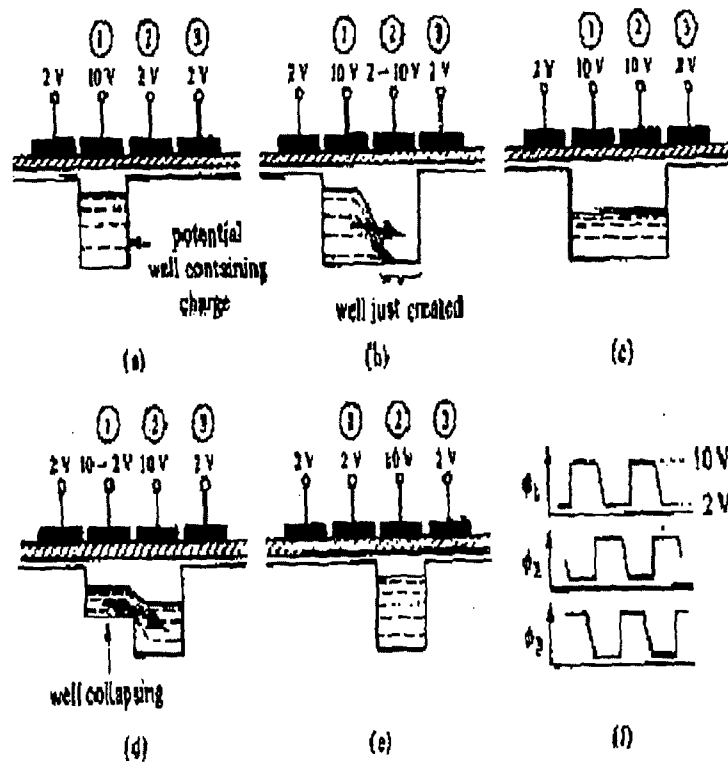 ① ② ③
2 V 10 V 2 V 2 V
potential
well containing
charge
(a)
① ② ③
2 V 10 V 2 – 10 V 2 V
well just created
(b)
① ② ③
2 V 10 V 10 V 2 V
(c)
① ② ③
2 V 10 – 2 V 10 V 2 V
well collapsing
(d)
② ③
2 V 2 V 10 V 2 V
(e)
ϕ1
10 V
2 V
ϕ2
ϕ3
(f)